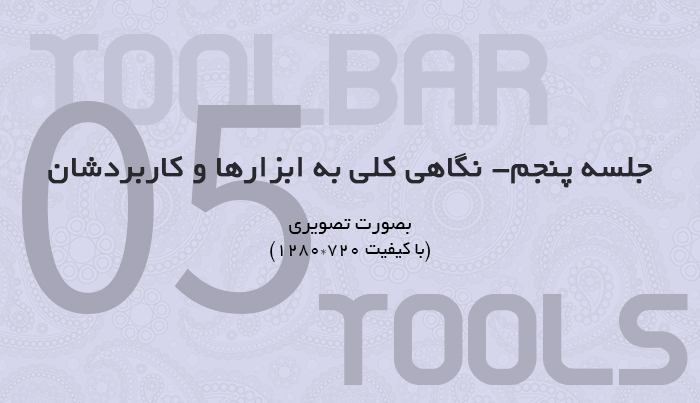 TOOLBAR
05
جلسه پنجم- نگاهی کلی به ابزارها و کاربردشان
بصورت تصویری
(با کیفیت ۷۲۰*۱۲۸۰)
TOOLS